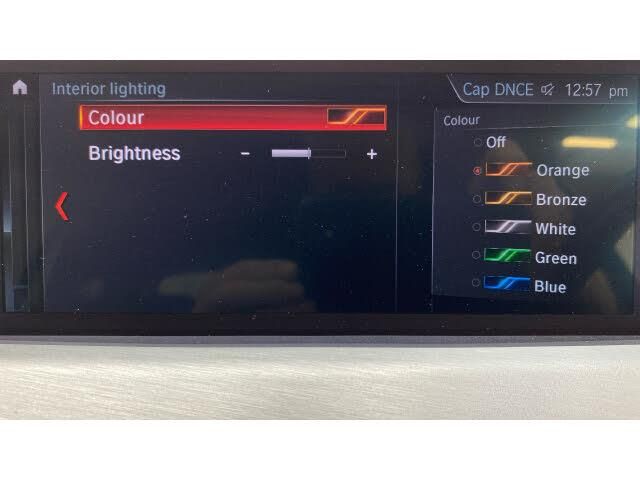 Interior lighting
Cap DNCE 12:57 pm
Colour
Brightness - +
Colour
Off
Orange
Bronze
White
Green
Blue